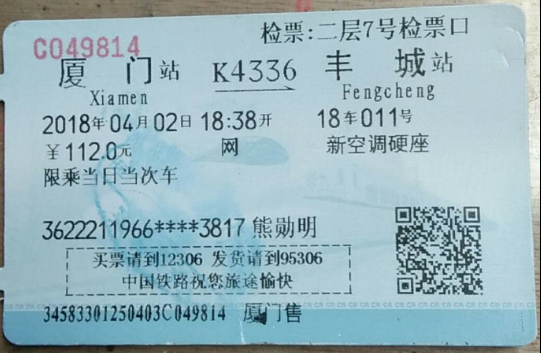 检票:二层7号检票口
C049814
厦门站 K4336 丰城站
Xiamen Fengcheng
2018年04月02日18:38开 18车011号
￥112.0元 网 新空调硬座
限乘当日当次车
3622211966****3817 熊勋明
买票请到12306 发货请到95306
中国铁路祝您旅途愉快
34583301250403C049814 厦门售